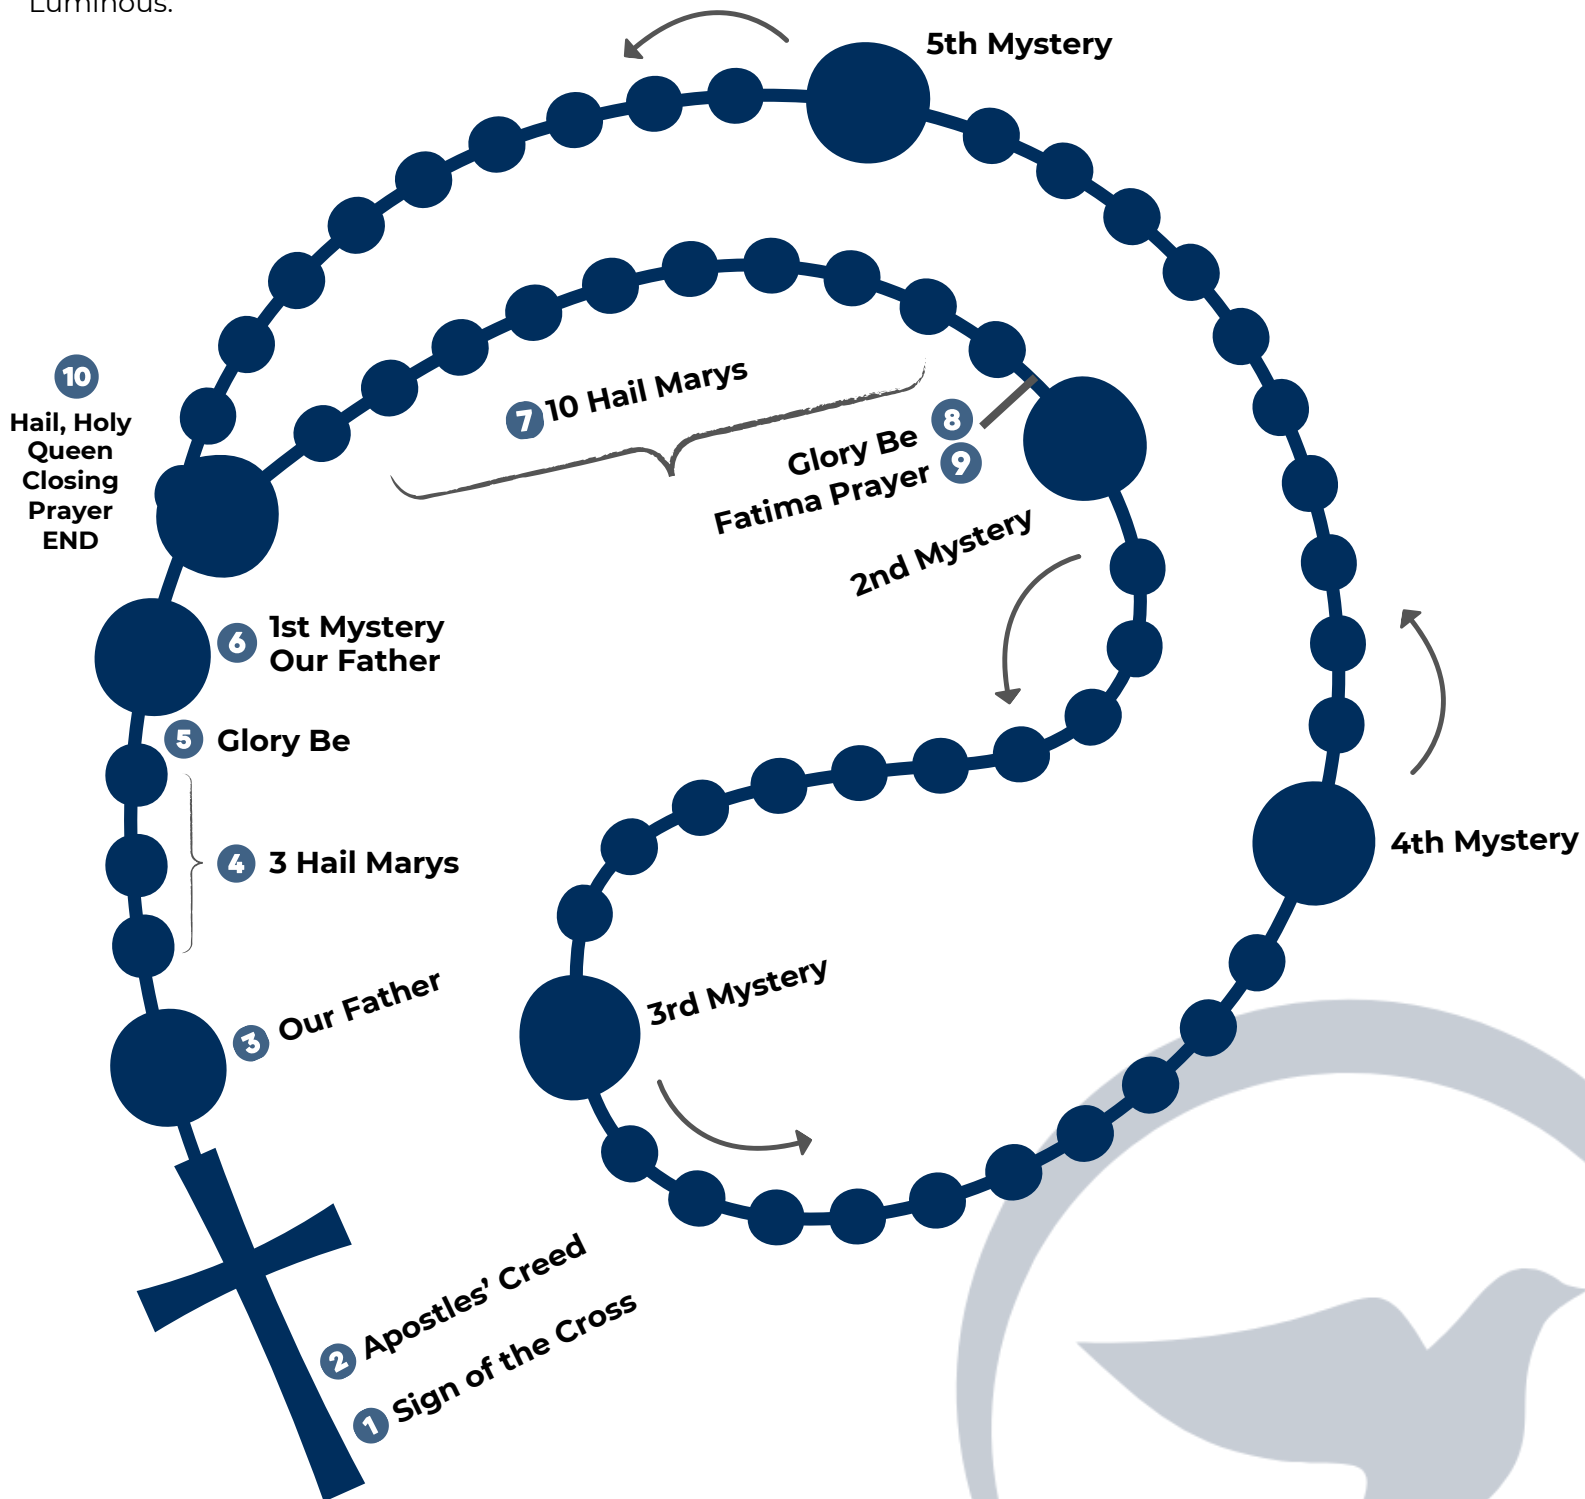 Luminous.
5th Mystery
10
Hail, Holy
Queen
Closing
Prayer
END
7 10 Hail Marys
Glory Be 8
Fatima Prayer 9
2nd Mystery
6 1st Mystery
Our Father
5 Glory Be
4 3 Hail Marys
4th Mystery
3 Our Father
3rd Mystery
2 Apostles’ Creed
1 Sign of the Cross